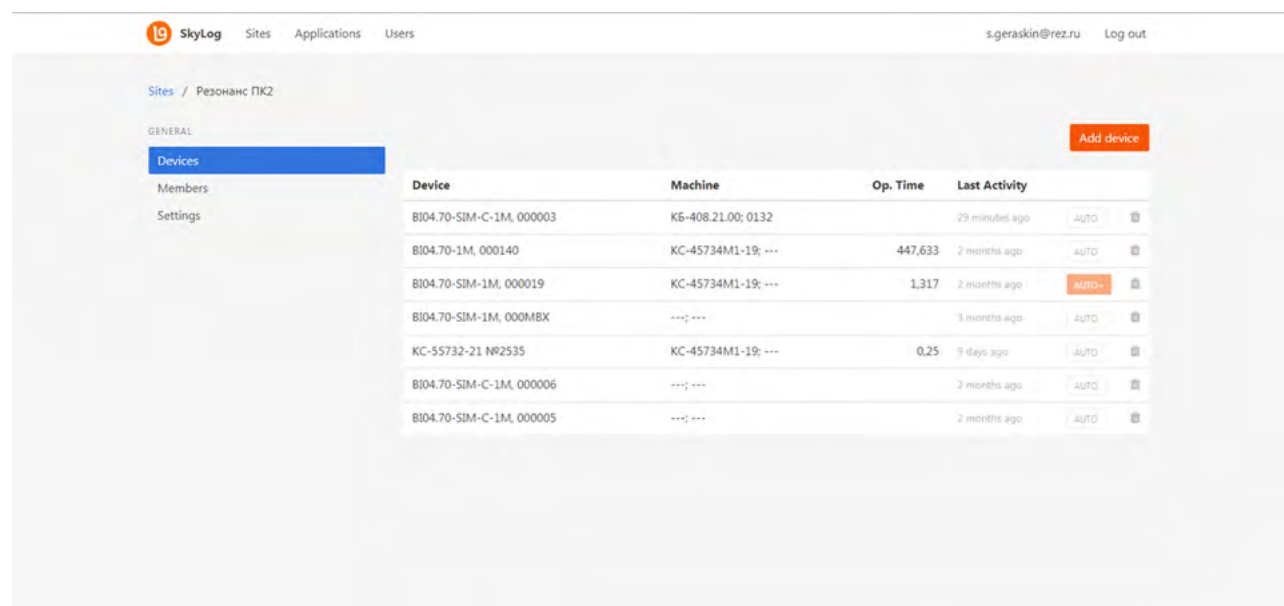 SkyLog Sites Applications Users s.geraskin@rez.ru Log out
Sites / Резонанс ПК2
GENERAL
Add device
Devices
Members
Settings
Device Machine Op. Time Last Activity
BI04.70-SIM-C-1M, 000003 КБ-408.21.00; 0132 29 minutes ago AUTO
BI04.70-1M, 000140 КС-45734М1-19; --- 447,633 2 months ago AUTO
BI04.70-SIM-1M, 000019 КС-45734М1-19; --- 1,317 2 months ago AUTO+
BI04.70-SIM-1M, 000MBX ---; --- 3 months ago AUTO
КС-55732-21 №2535 КС-45734М1-19; --- 0,25 9 days ago AUTO
BI04.70-SIM-C-1M, 000006 ---; --- 2 months ago AUTO
BI04.70-SIM-C-1M, 000005 ---; --- 2 months ago AUTO